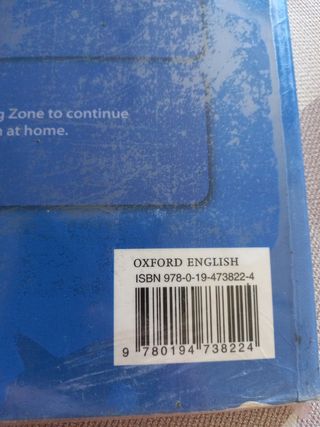 g Zone to continue
n at home.
OXFORD ENGLISH
ISBN 978-0-19-473822-4
9 780194 738224